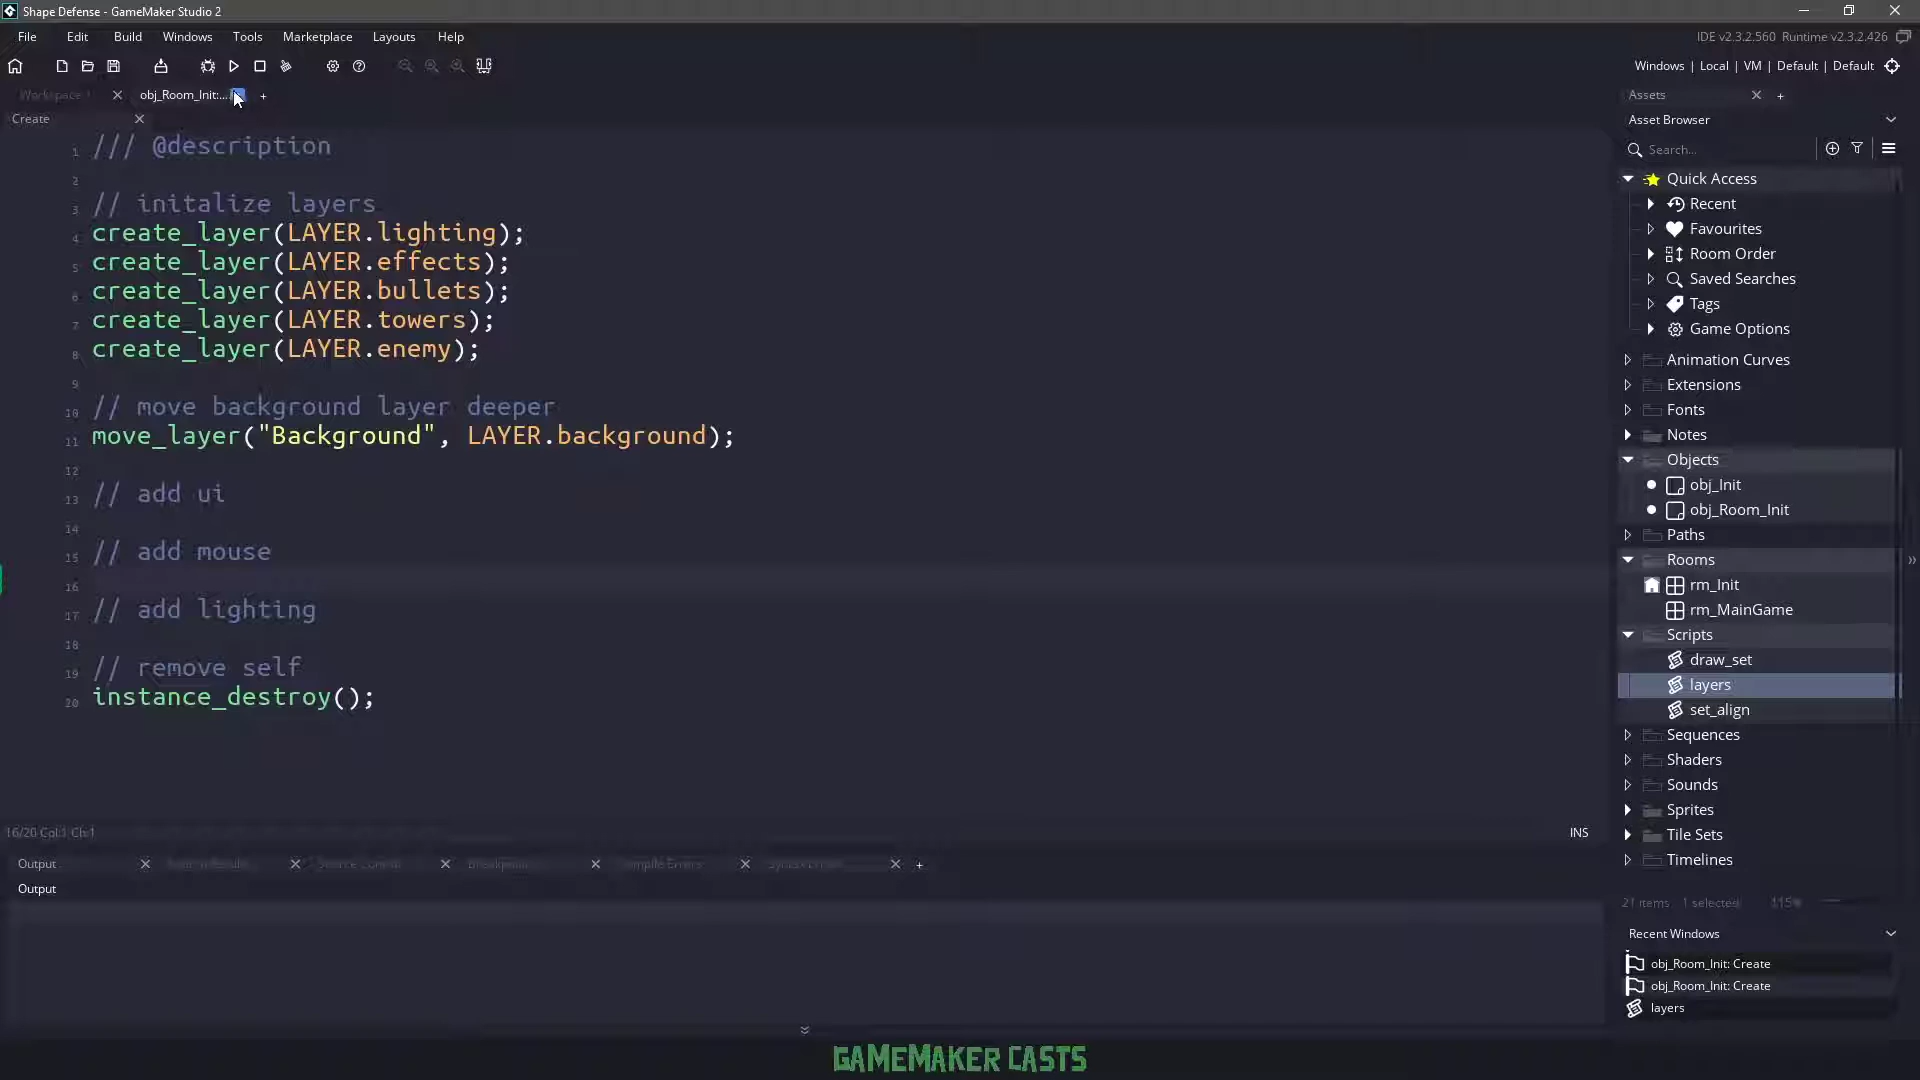 Shape Defense - GameMaker Studio 2
File Edit Build Windows Tools Marketplace Layouts Help
IDE v2.3.2.560 Runtime v2.3.2.426
Windows | Local | VM | Default | Default
Workspace 1
obj_Room_Init:...
+
Create
1 /// @description
2
3 // initalize layers
4 create_layer(LAYER.lighting);
5 create_layer(LAYER.effects);
6 create_layer(LAYER.bullets);
7 create_layer(LAYER.towers);
8 create_layer(LAYER.enemy);
9
10 // move background layer deeper
11 move_layer("Background", LAYER.background);
12
13 // add ui
14
15 // add mouse
16
17 // add lighting
18
19 // remove self
20 instance_destroy();
16/20 Col:1 Ch:1
INS
Output
Output
Assets
Asset Browser
Search...
Quick Access
Recent
Favourites
Room Order
Saved Searches
Tags
Game Options
Animation Curves
Extensions
Fonts
Notes
Objects
obj_Init
obj_Room_Init
Paths
Rooms
rm_Init
rm_MainGame
Scripts
draw_set
layers
set_align
Sequences
Shaders
Sounds
Sprites
Tile Sets
Timelines
21 items 1 selected 115%
Recent Windows
obj_Room_Init: Create
obj_Room_Init: Create
layers
GAMEMAKER CASTS